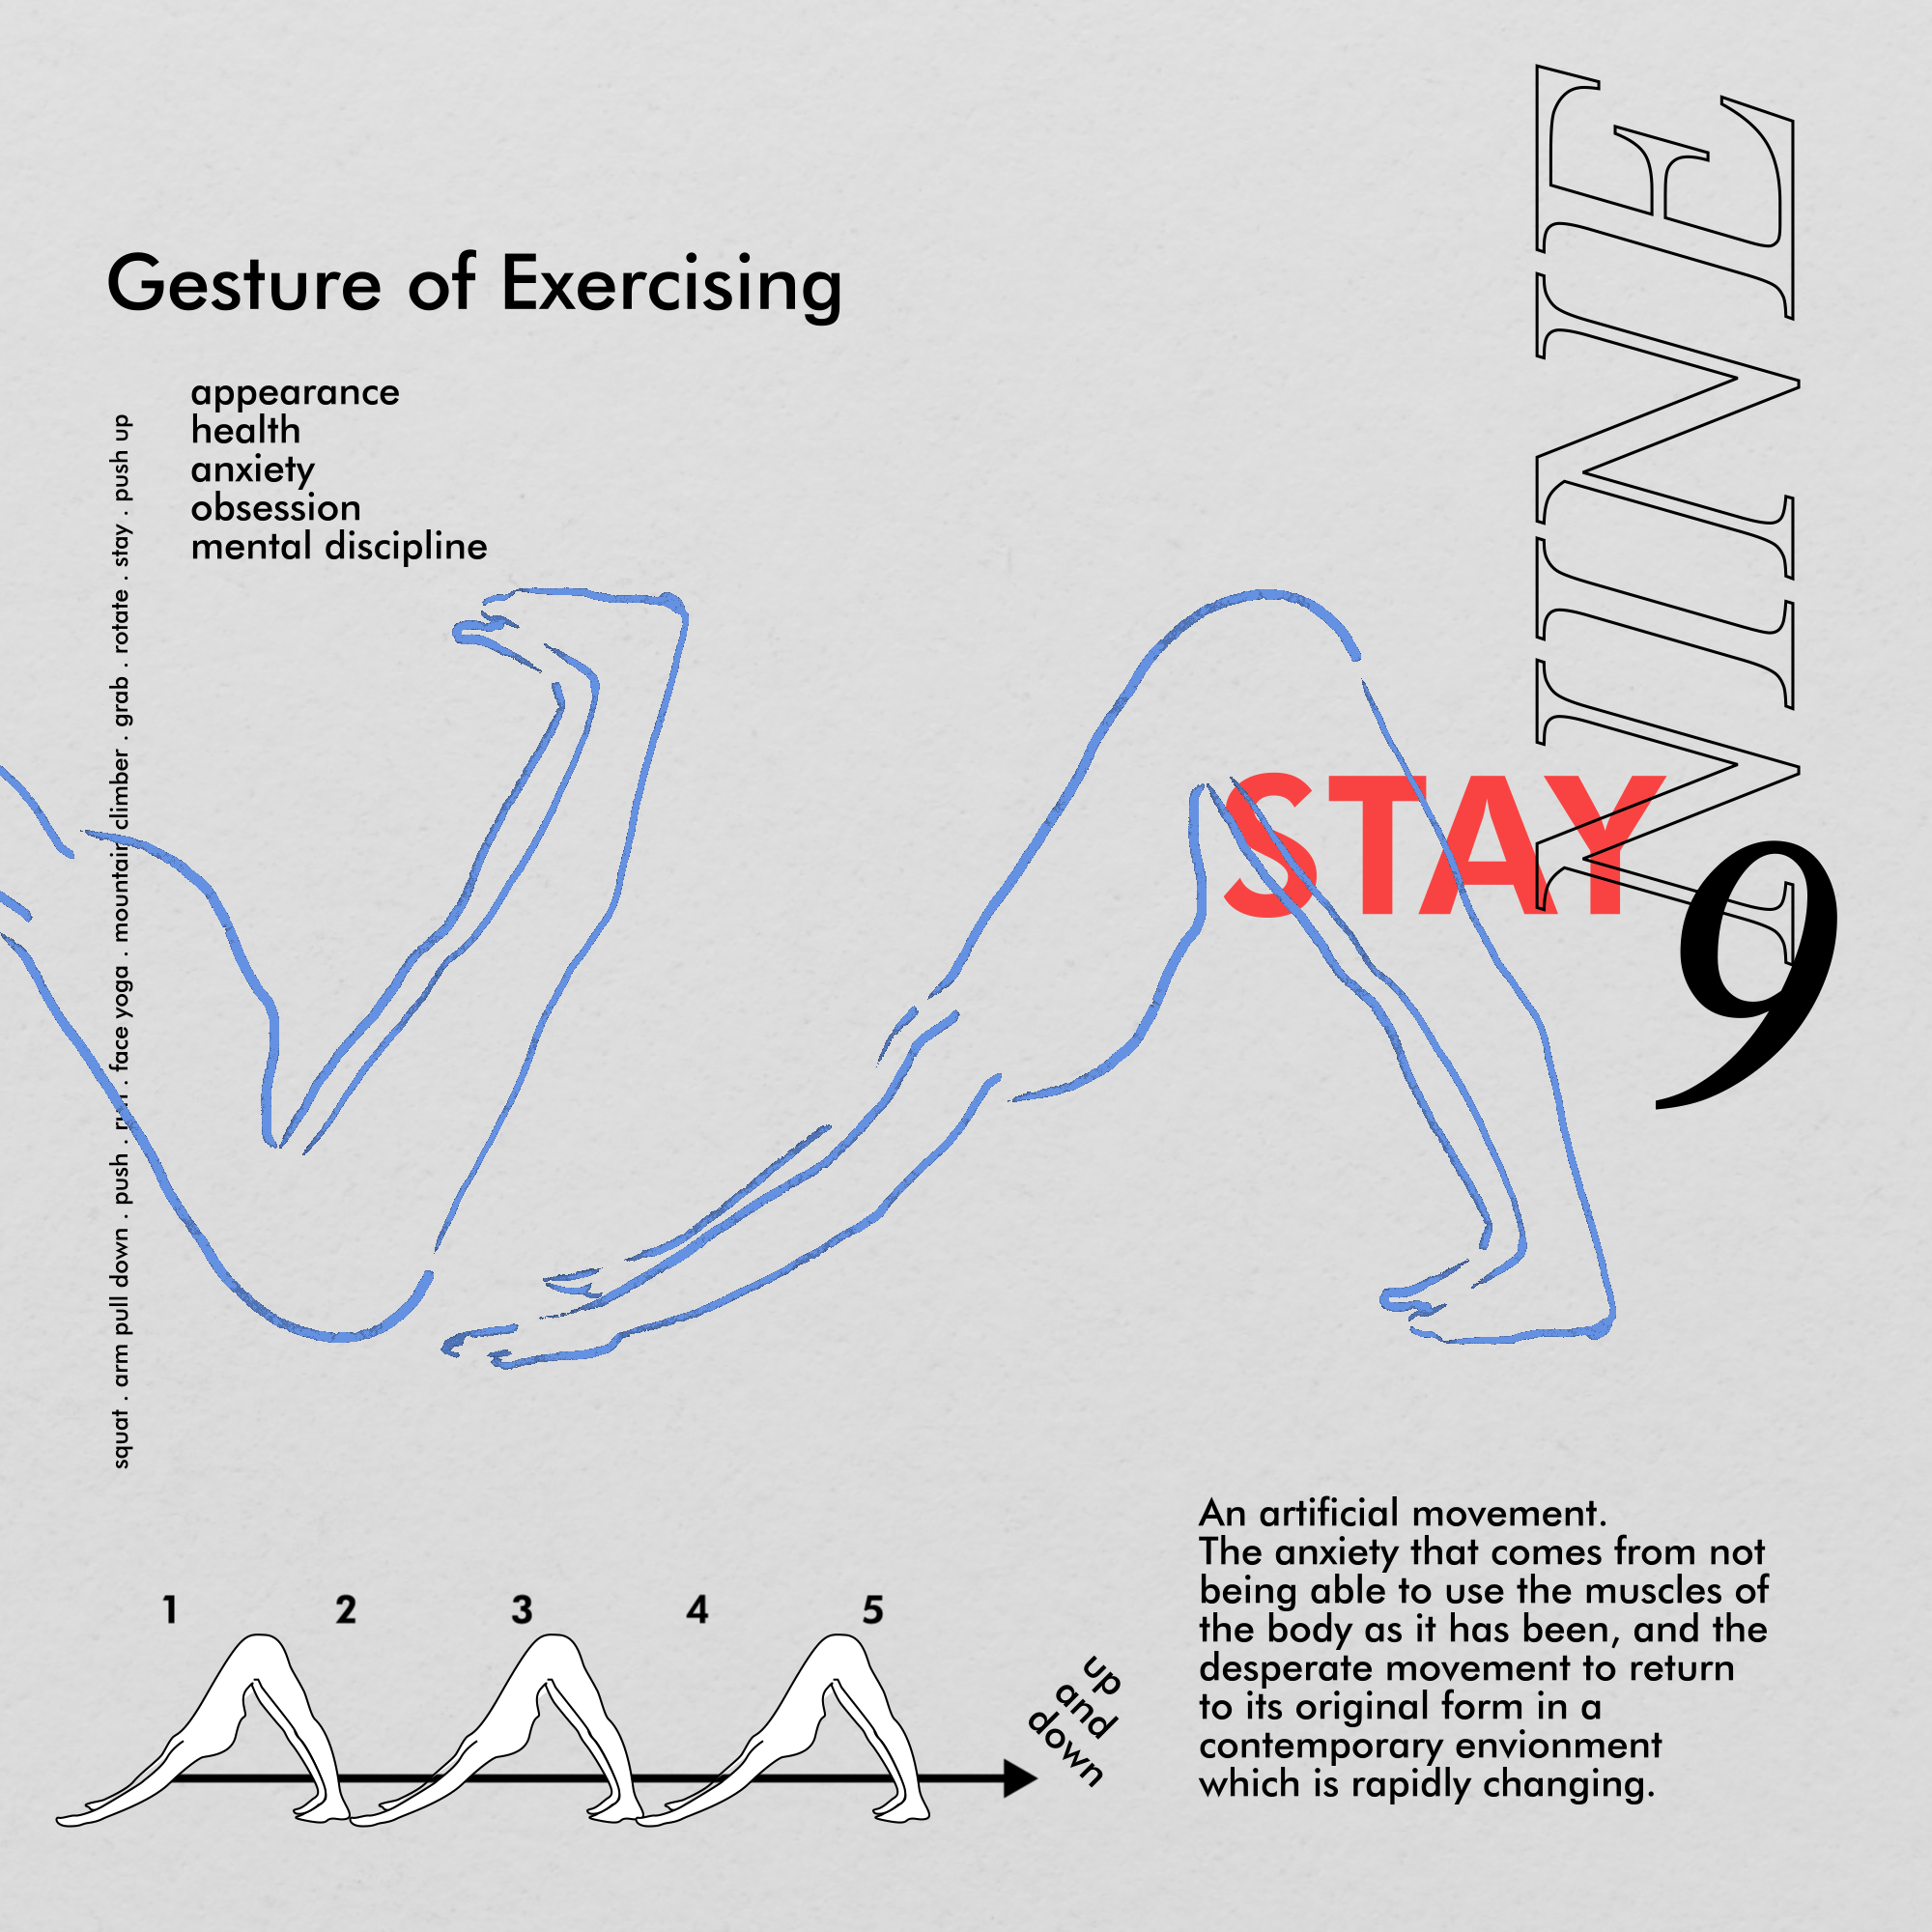 Gesture of Exercising
appearance
health
anxiety
obsession
mental discipline
squat . arm pull down . push . run . face yoga . mountain climber . grab . rotate . stay . push up
NINE
9
STAY
1 2 3 4 5
up
and
down
An artificial movement.
The anxiety that comes from not
being able to use the muscles of
the body as it has been, and the
desperate movement to return
to its original form in a
contemporary envionment
which is rapidly changing.